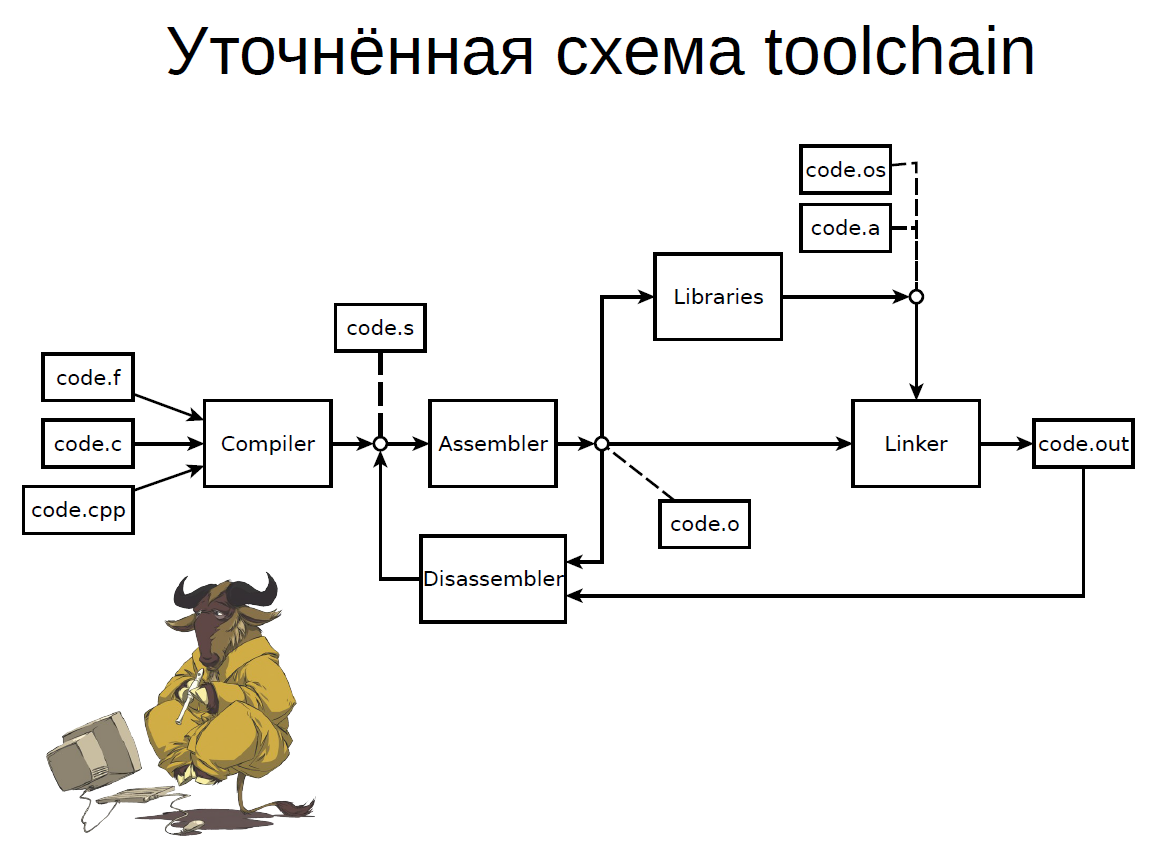 Уточнённая схема toolchain
code.os
code.a
Libraries
code.s
code.f
code.c
code.cpp
Compiler
Assembler
Linker
code.out
code.o
Disassembler